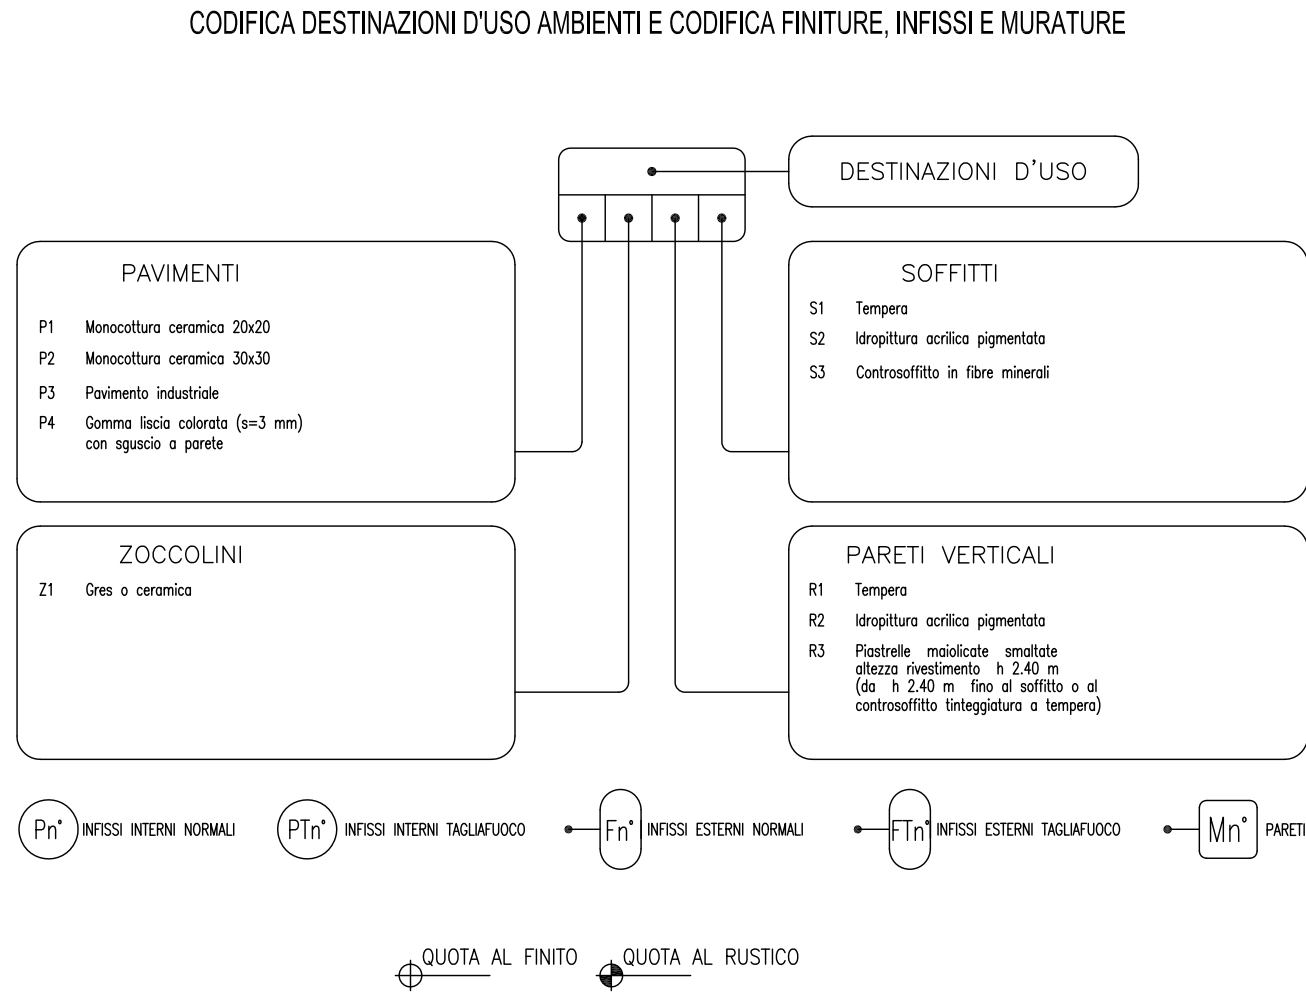 CODIFICA DESTINAZIONI D'USO AMBIENTI E CODIFICA FINITURE, INFISSI E MURATURE
DESTINAZIONI D'USO
PAVIMENTI
P1 Monocottura ceramica 20x20
P2 Monocottura ceramica 30x30
P3 Pavimento industriale
P4 Gomma liscia colorata (s=3 mm)
con sguscio a parete
SOFFITTI
S1 Tempera
S2 Idropittura acrilica pigmentata
S3 Controsoffitto in fibre minerali
ZOCCOLINI
Z1 Gres o ceramica
PARETI VERTICALI
R1 Tempera
R2 Idropittura acrilica pigmentata
R3 Piastrelle maiolicate smaltate
altezza rivestimento h 2.40 m
(da h 2.40 m fino al soffitto o al
controsoffitto tinteggiatura a tempera)
Pn° INFISSI INTERNI NORMALI
PTn° INFISSI INTERNI TAGLIAFUOCO
Fn° INFISSI ESTERNI NORMALI
FTn° INFISSI ESTERNI TAGLIAFUOCO
Mn° PARETI
QUOTA AL FINITO
QUOTA AL RUSTICO